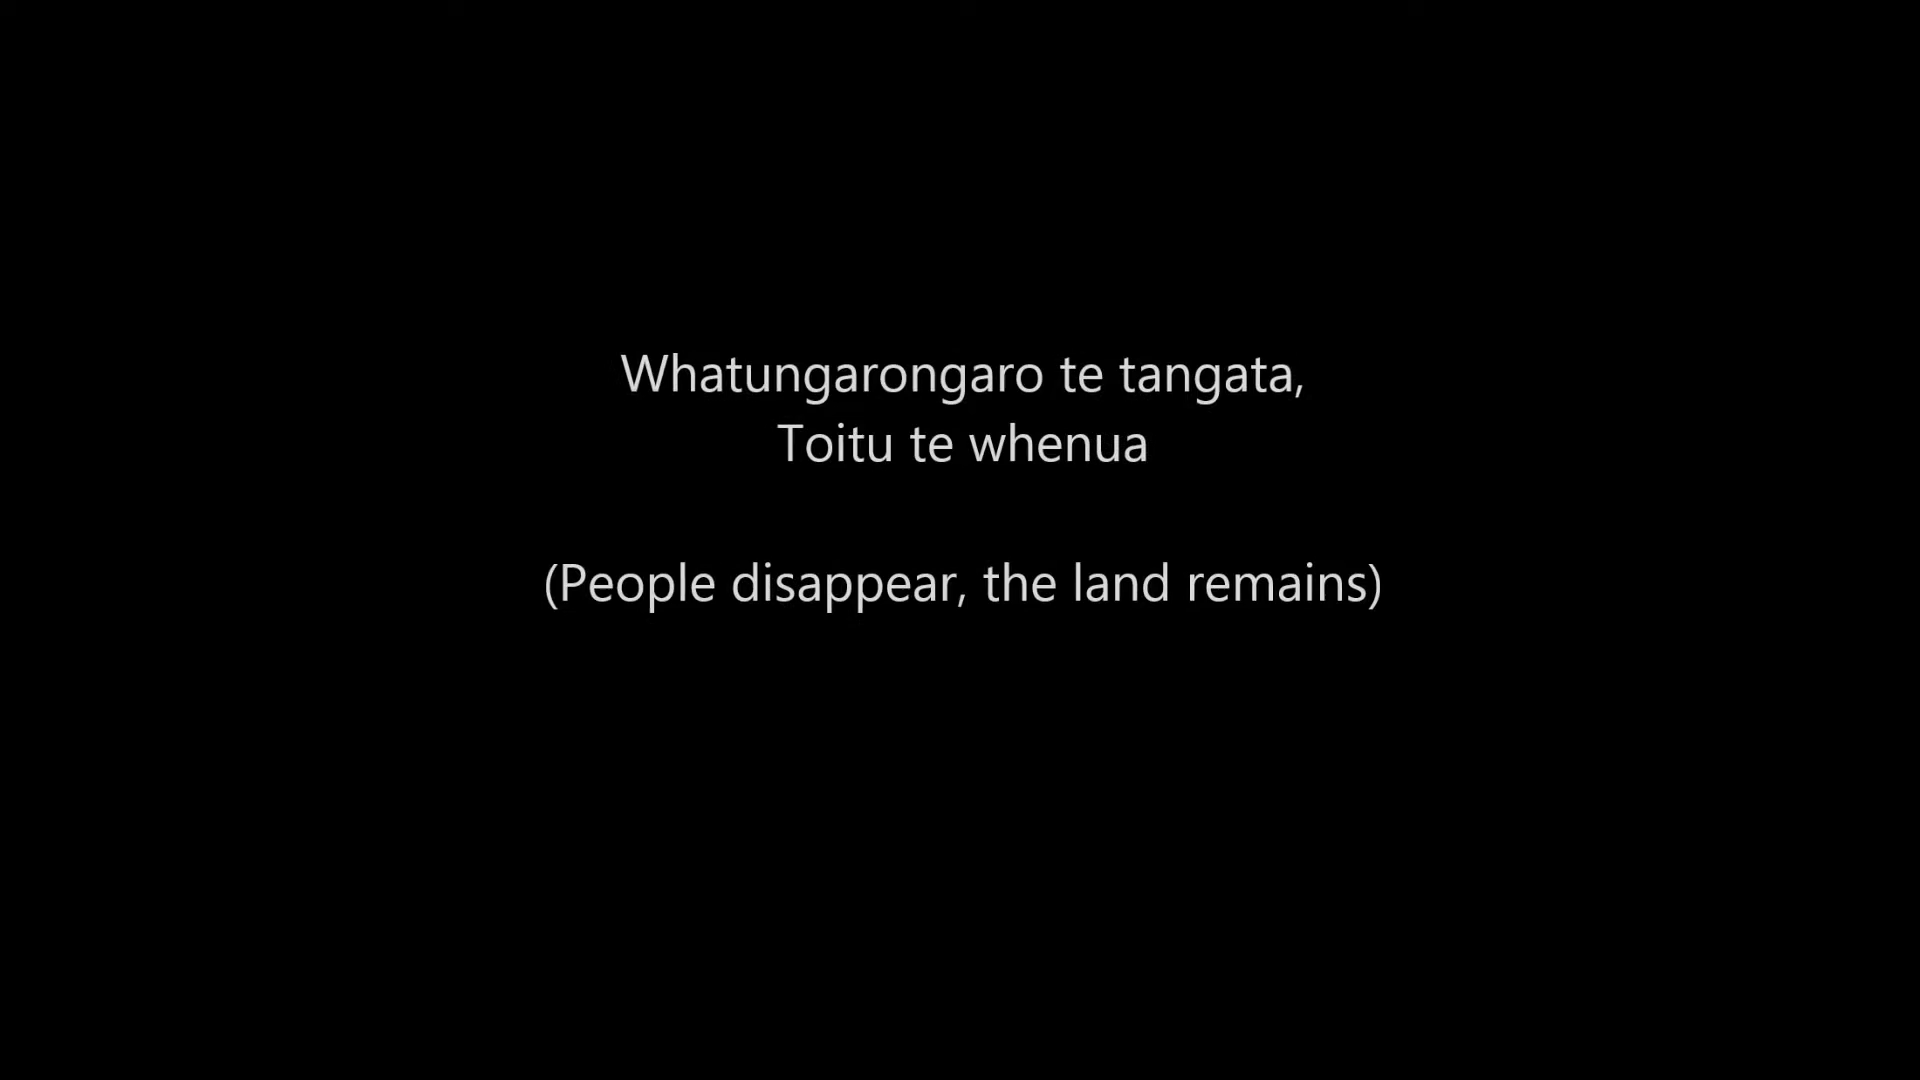 Whatungarongaro te tangata,
Toitu te whenua
(People disappear, the land remains)